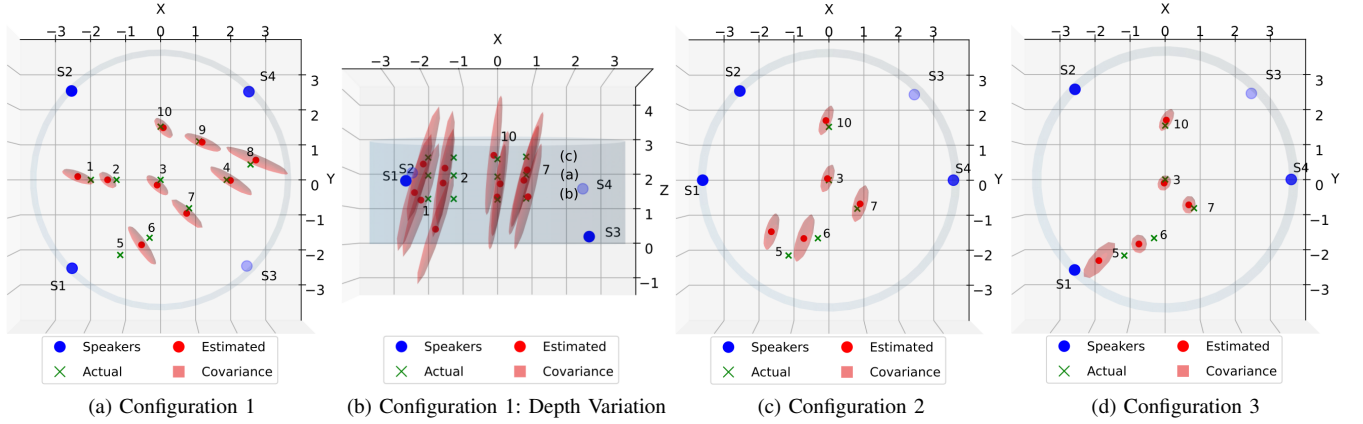 X
−3 −2 −1 0 1 2 3
S2
S4
3
2
1
0 Y
−1
−2
−3
10
9
8
1
2
3
4
7
6
5
S1
S3
Speakers
Estimated
Actual
Covariance
(a) Configuration 1
X
−3 −2 −1 0 1 2 3
4
3
2
Z
1
0
−1
10
(c)
(a)
(b)
S1
S2
2
7
S4
1
S3
Speakers
Estimated
Actual
Covariance
(b) Configuration 1: Depth Variation
X
−3 −2 −1 0 1 2 3
S2
S3
3
2
1
0 Y
−1
−2
−3
10
S1
3
S4
7
6
5
Speakers
Estimated
Actual
Covariance
(c) Configuration 2
X
−3 −2 −1 0 1 2 3
S2
S3
3
2
1
0 Y
−1
−2
−3
10
3
S4
7
6
5
S1
Speakers
Estimated
Actual
Covariance
(d) Configuration 3